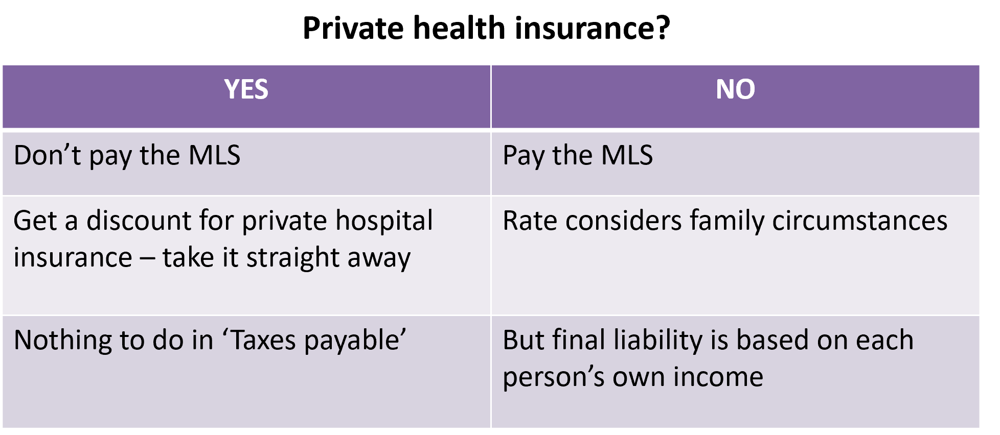 Private health insurance?
YES
NO
Don’t pay the MLS
Pay the MLS
Get a discount for private hospital
insurance – take it straight away
Rate considers family circumstances
Nothing to do in ‘Taxes payable’
But final liability is based on each
person’s own income